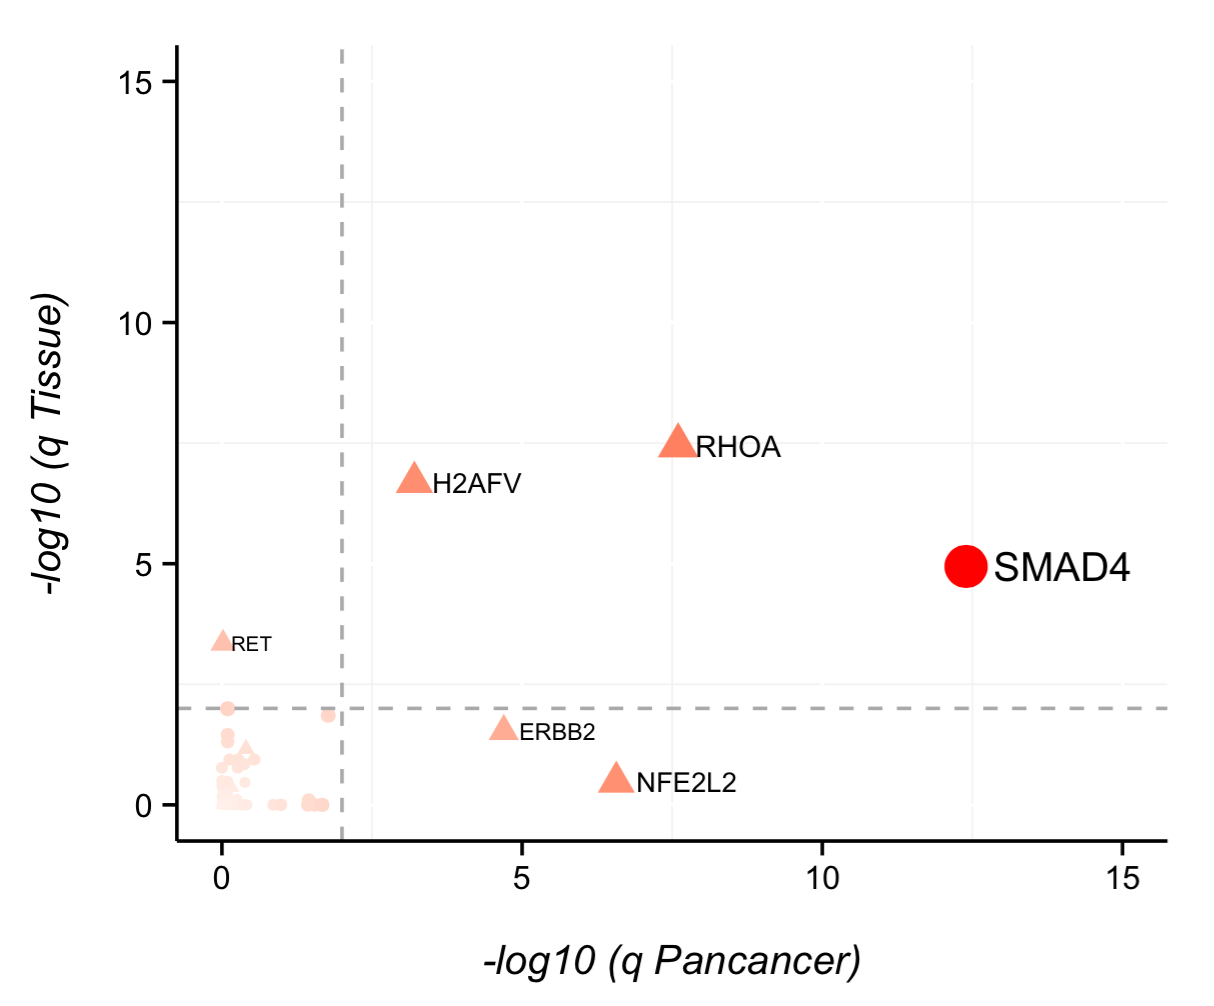 15
10
5
0
-log10 (q Tissue)
RHOA
H2AFV
SMAD4
RET
ERBB2
NFE2L2
0 5 10 15
-log10 (q Pancancer)